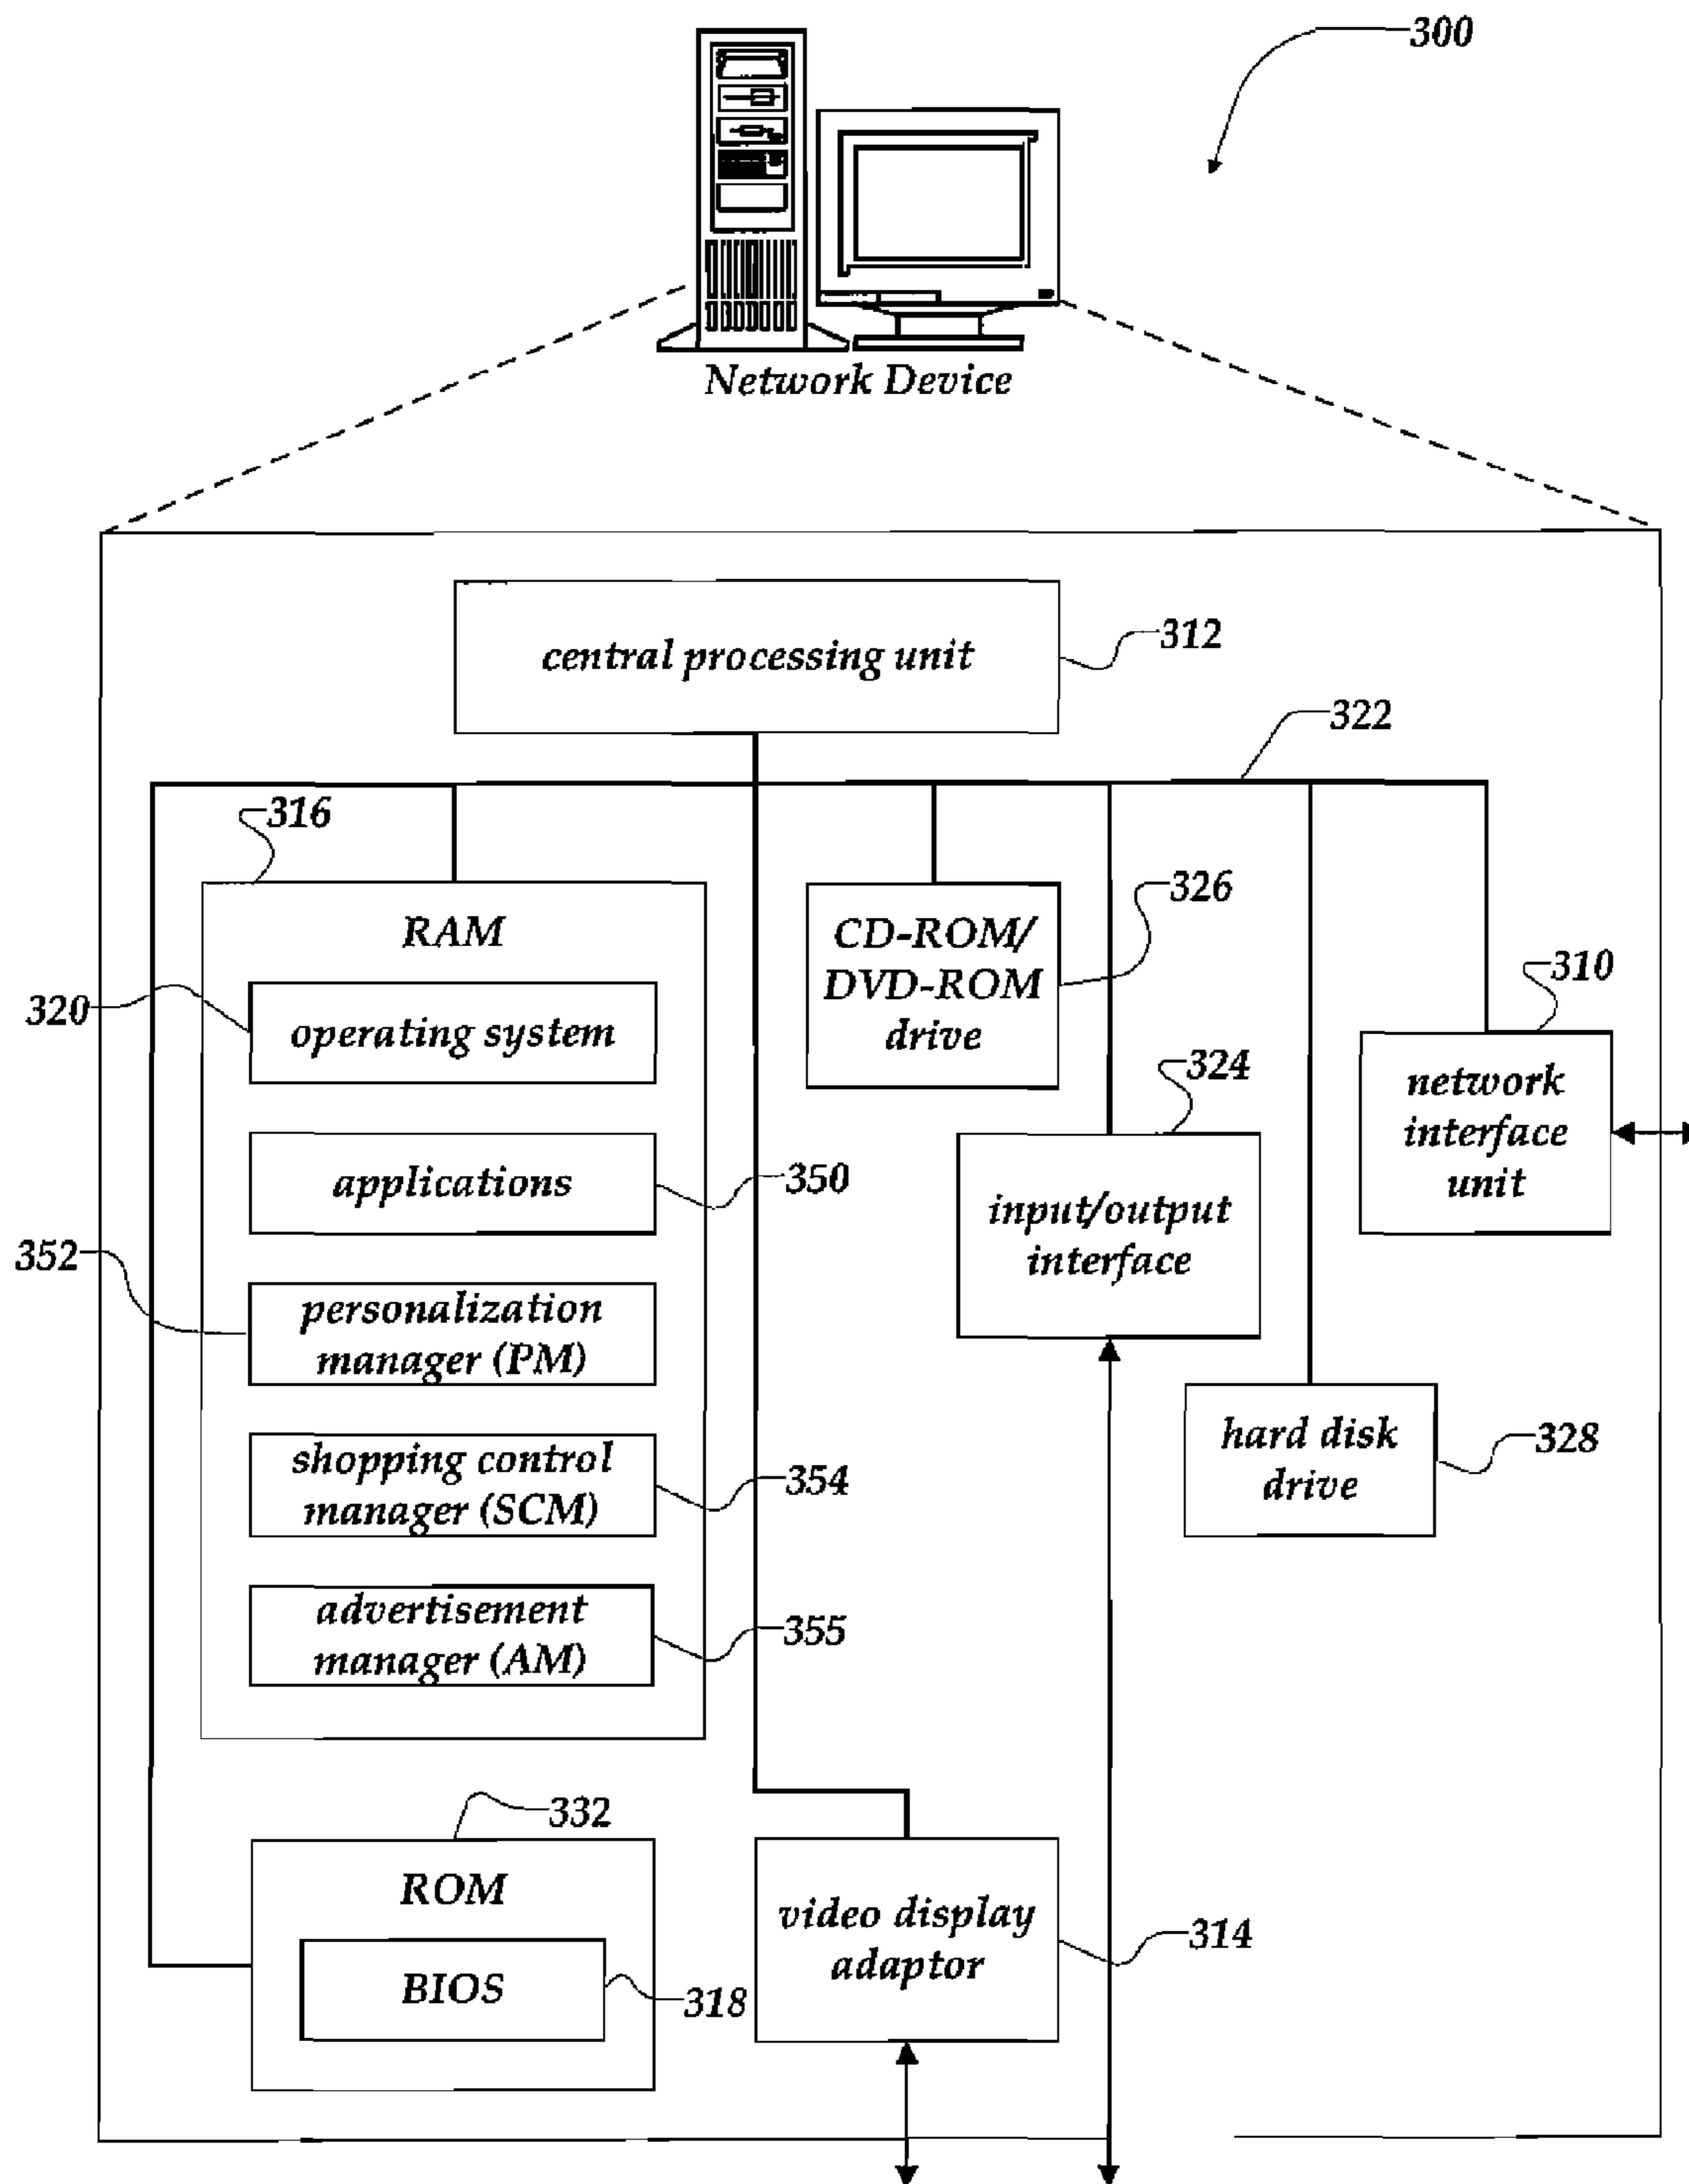 300
Network Device
central processing unit
312
322
316
RAM
CD-ROM/
DVD-ROM
drive
326
310
320
operating system
network
interface
unit
324
applications
350
input/output
interface
352
personalization
manager (PM)
hard disk
drive
328
shopping control
manager (SCM)
354
advertisement
manager (AM)
355
332
ROM
BIOS
318
video display
adaptor
314